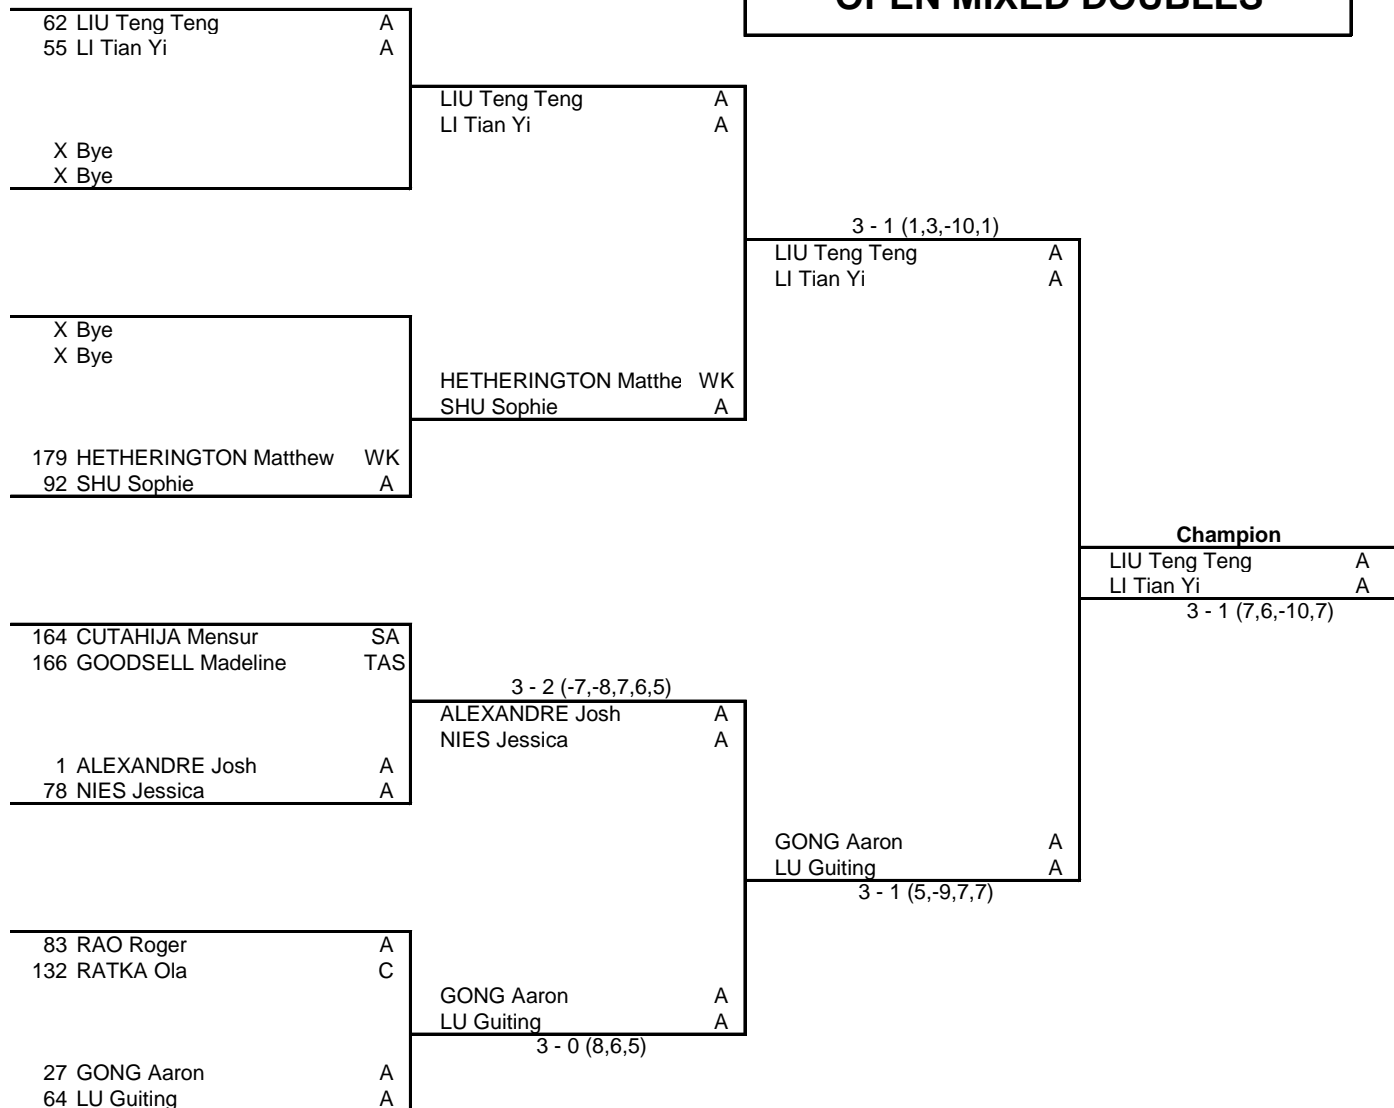 OPEN MIXED DOUBLES
62 LIU Teng Teng A
55 LI Tian Yi A
LIU Teng Teng A
LI Tian Yi A
X Bye
X Bye
3 - 1 (1,3,-10,1)
LIU Teng Teng A
LI Tian Yi A
X Bye
X Bye
HETHERINGTON Matthe WK
SHU Sophie A
179 HETHERINGTON Matthew WK
92 SHU Sophie A
Champion
LIU Teng Teng A
LI Tian Yi A
3 - 1 (7,6,-10,7)
164 CUTAHIJA Mensur SA
166 GOODSELL Madeline TAS
3 - 2 (-7,-8,7,6,5)
ALEXANDRE Josh A
NIES Jessica A
1 ALEXANDRE Josh A
78 NIES Jessica A
GONG Aaron A
LU Guiting A
3 - 1 (5,-9,7,7)
83 RAO Roger A
132 RATKA Ola C
GONG Aaron A
LU Guiting A
3 - 0 (8,6,5)
27 GONG Aaron A
64 LU Guiting A